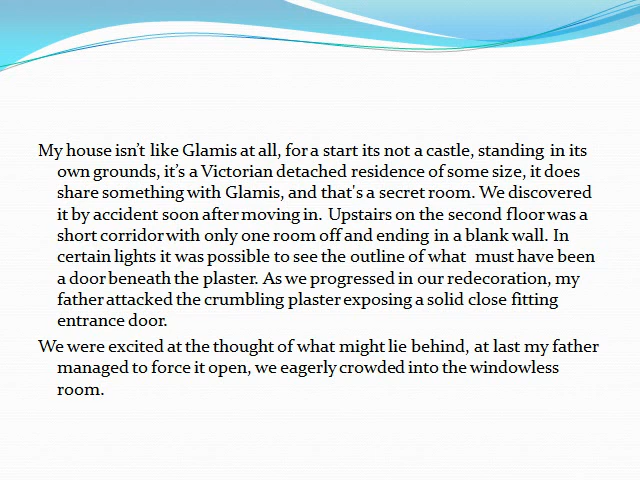 My house isn’t like Glamis at all, for a start its not a castle, standing in its
own grounds, it’s a Victorian detached residence of some size, it does
share something with Glamis, and that's a secret room. We discovered
it by accident soon after moving in. Upstairs on the second floor was a
short corridor with only one room off and ending in a blank wall. In
certain lights it was possible to see the outline of what must have been
a door beneath the plaster. As we progressed in our redecoration, my
father attacked the crumbling plaster exposing a solid close fitting
entrance door.
We were excited at the thought of what might lie behind, at last my father
managed to force it open, we eagerly crowded into the windowless
room.